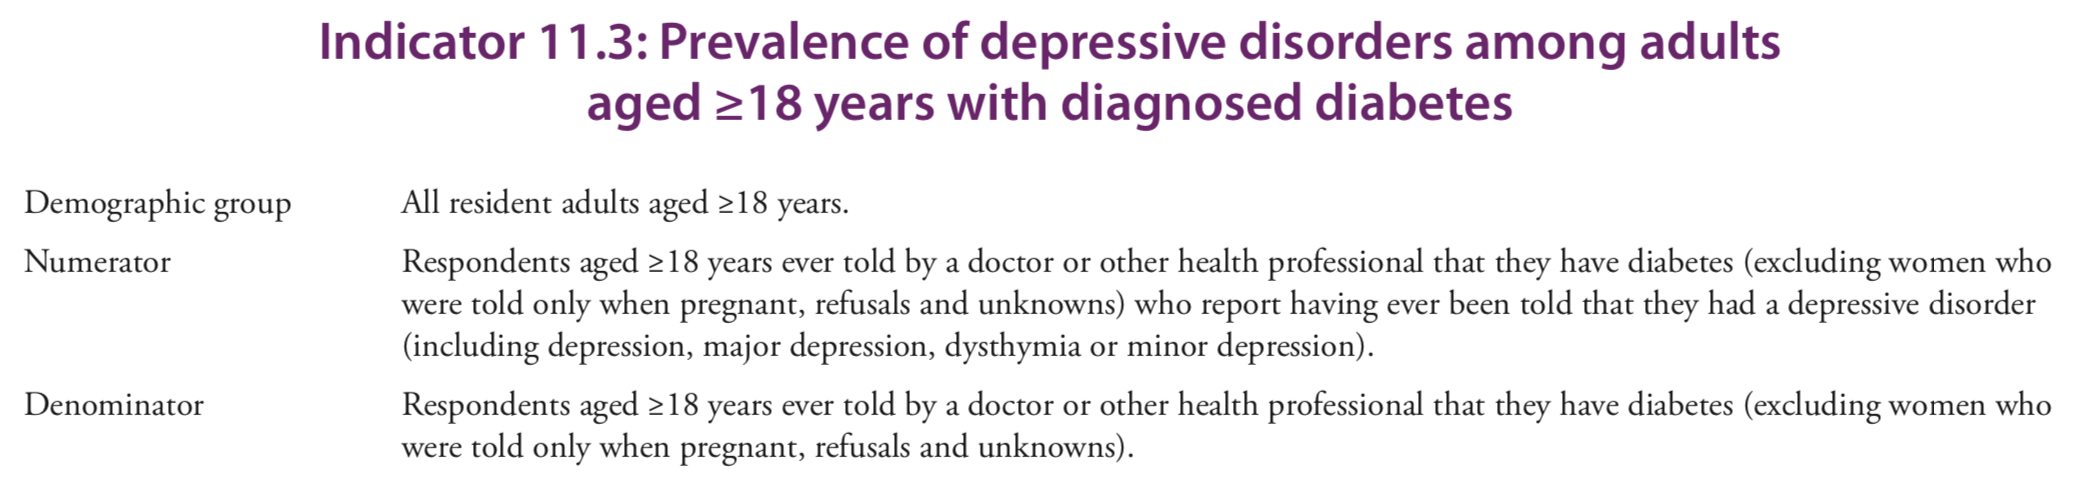 Indicator 11.3: Prevalence of depressive disorders among adults
aged ≥18 years with diagnosed diabetes
Demographic group All resident adults aged ≥18 years.
Numerator Respondents aged ≥18 years ever told by a doctor or other health professional that they have diabetes (excluding women who
were told only when pregnant, refusals and unknowns) who report having ever been told that they had a depressive disorder
(including depression, major depression, dysthymia or minor depression).
Denominator Respondents aged ≥18 years ever told by a doctor or other health professional that they have diabetes (excluding women who
were told only when pregnant, refusals and unknowns).